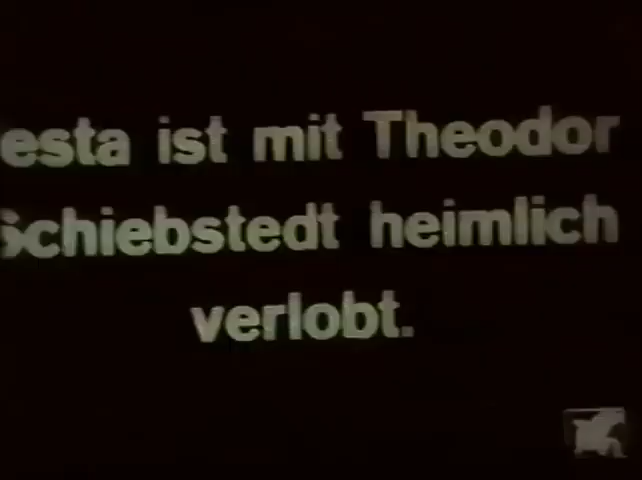 esta ist mit Theodor
Schiebstedt heimlich
verlobt.